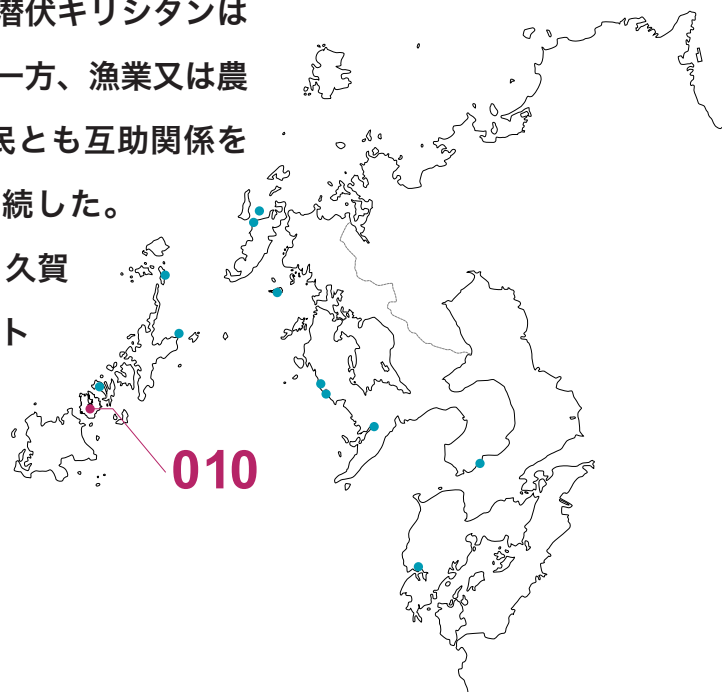 潜伏キリシタンは
一方、漁業又は農
民とも互助関係を
続した。
久賀
ト
010